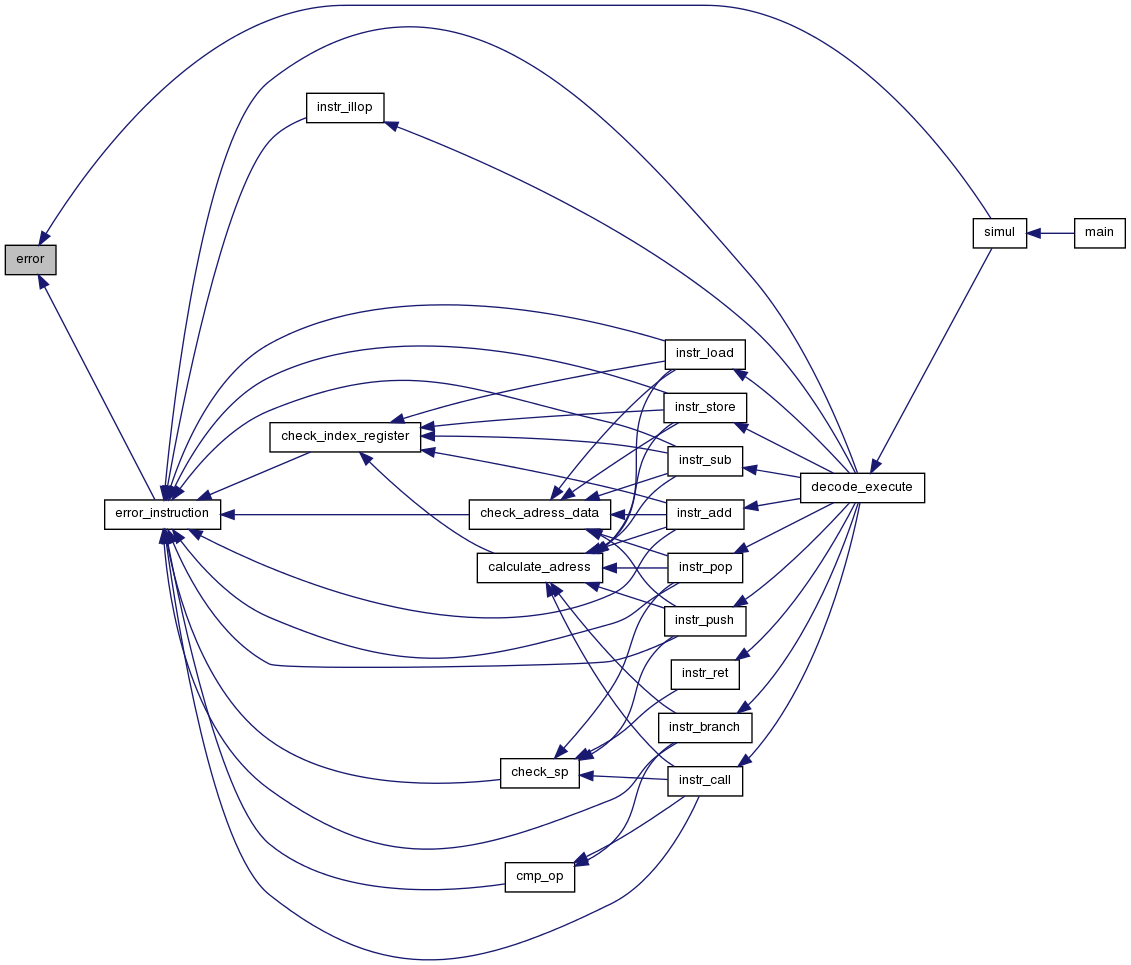 instr_illop
simul
main
error
instr_load
instr_store
check_index_register
instr_sub
decode_execute
error_instruction
check_adress_data
instr_add
calculate_adress
instr_pop
instr_push
instr_ret
instr_branch
check_sp
instr_call
cmp_op